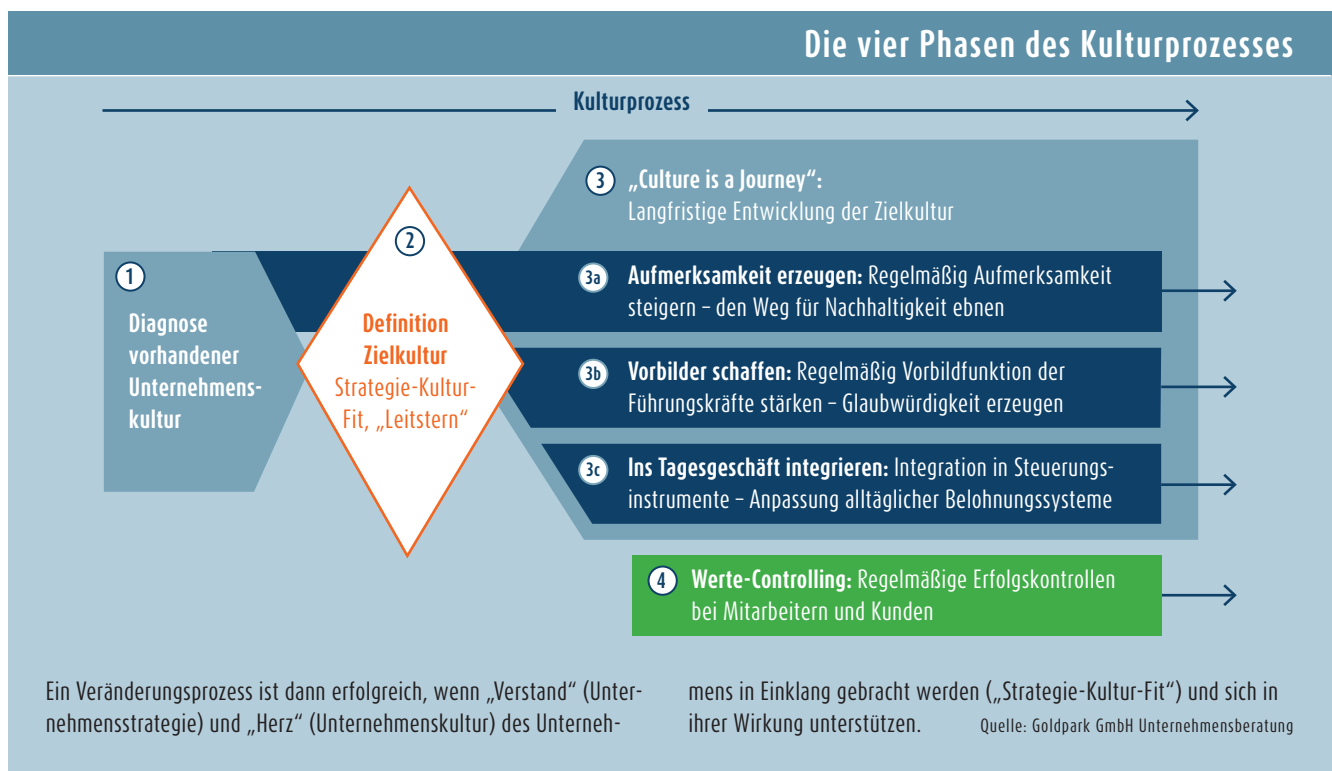 Die vier Phasen des Kulturprozesses
Kulturprozess
1
Diagnose
vorhandener
Unternehmens-
kultur
2
Definition
Zielkultur
Strategie-Kultur-
Fit, „Leitstern“
3 „Culture is a Journey“:
Langfristige Entwicklung der Zielkultur
3a Aufmerksamkeit erzeugen: Regelmäßig Aufmerksamkeit
steigern – den Weg für Nachhaltigkeit ebnen
3b Vorbilder schaffen: Regelmäßig Vorbildfunktion der
Führungskräfte stärken – Glaubwürdigkeit erzeugen
3c Ins Tagesgeschäft integrieren: Integration in Steuerungs-
instrumente – Anpassung alltäglicher Belohnungssysteme
4 Werte-Controlling: Regelmäßige Erfolgskontrollen
bei Mitarbeitern und Kunden
Ein Veränderungsprozess ist dann erfolgreich, wenn „Verstand“ (Unter-
nehmensstrategie) und „Herz“ (Unternehmenskultur) des Unterneh-
mens in Einklang gebracht werden („Strategie-Kultur-Fit“) und sich in
ihrer Wirkung unterstützen.
Quelle: Goldpark GmbH Unternehmensberatung